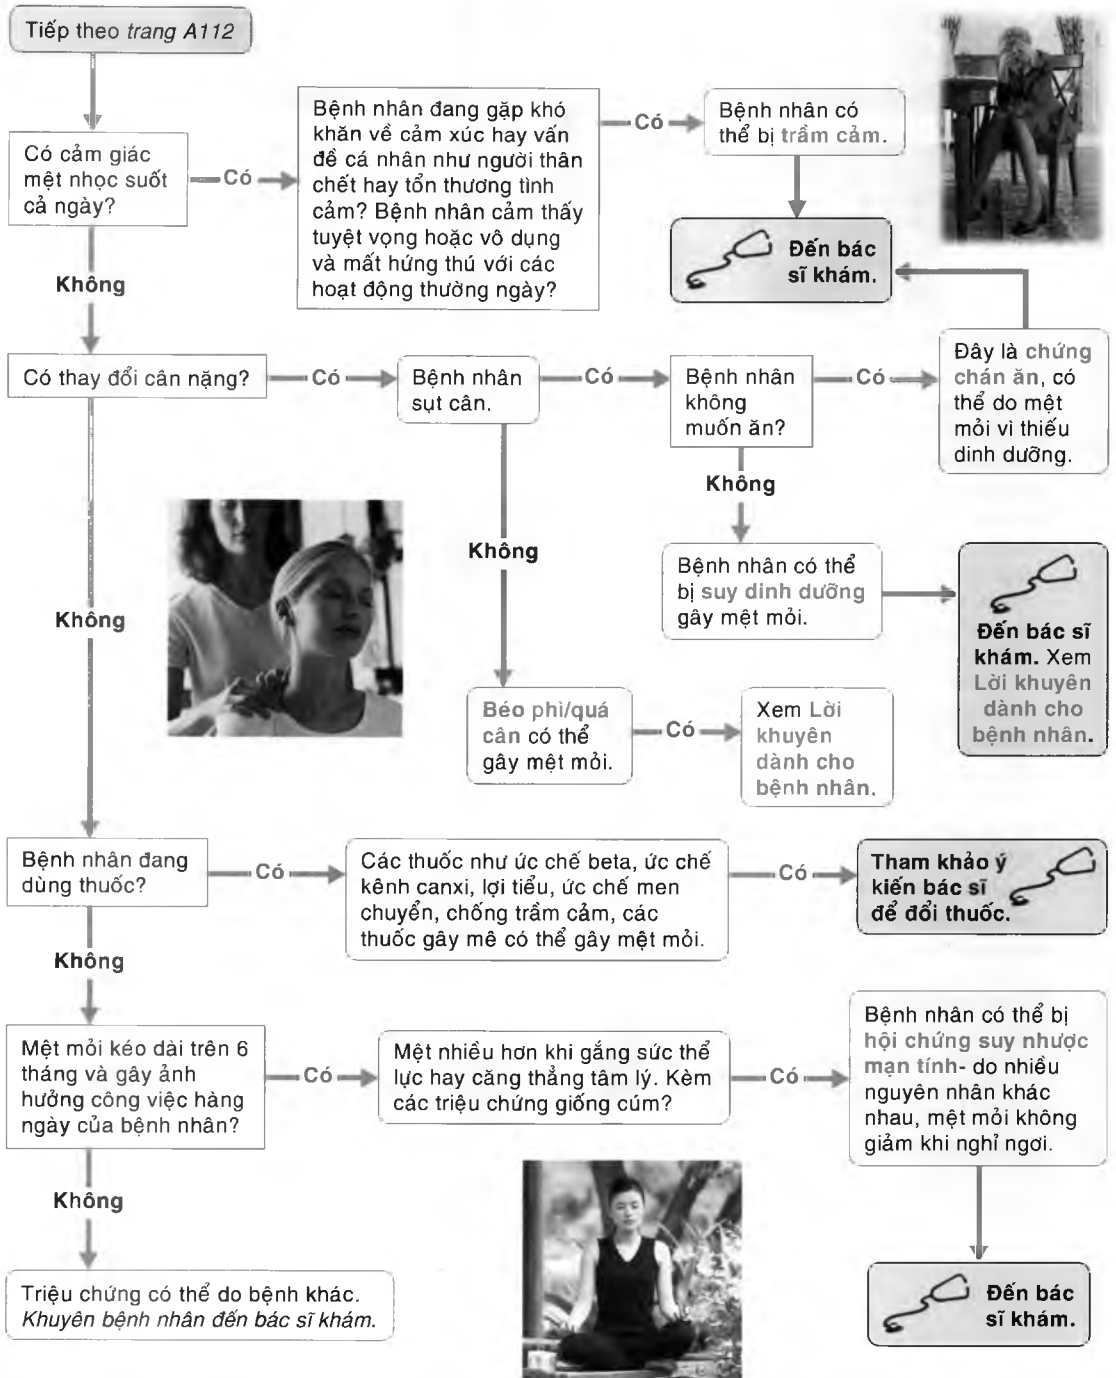 Tiếp theo trang A112
Có cảm giác
mệt nhọc suốt
cả ngày?
Có
Bệnh nhân đang gặp khó
khăn về cảm xúc hay vấn
đề cá nhân như người thân
chết hay tổn thương tình
cảm? Bệnh nhân cảm thấy
tuyệt vọng hoặc vô dụng
và mất hứng thú với các
hoạt động thường ngày?
Có
Bệnh nhân có
thể bị trầm cảm.
Đến bác
sĩ khám.
Không
Có thay đổi cân nặng?
Có
Bệnh nhân
sụt cân.
Có
Bệnh nhân
không
muốn ăn?
Có
Đây là chứng
chán ăn, có
thể do mệt
mỏi vì thiếu
dinh dưỡng.
Không
Bệnh nhân có thể
bị suy dinh dưỡng
gây mệt mỏi.
Đến bác sĩ
khám. Xem
Lời khuyên
dành cho
bệnh nhân.
Không
Béo phì/quá
cân có thể
gây mệt mỏi.
Có
Xem Lời
khuyên
dành cho
bệnh nhân.
Không
Bệnh nhân đang
dùng thuốc?
Có
Các thuốc như ức chế beta, ức chế
kênh canxi, lợi tiểu, ức chế men
chuyển, chống trầm cảm, các
thuốc gây mê có thể gây mệt mỏi.
Có
Tham khảo ý
kiến bác sĩ
để đổi thuốc.
Không
Mệt mỏi kéo dài trên 6
tháng và gây ảnh
hưởng công việc hàng
ngày của bệnh nhân?
Có
Mệt nhiều hơn khi gắng sức thể
lực hay căng thẳng tâm lý. Kèm
các triệu chứng giống cúm?
Có
Bệnh nhân có thể bị
hội chứng suy nhược
mạn tính- do nhiều
nguyên nhân khác
nhau, mệt mỏi không
giảm khi nghỉ ngơi.
Đến bác
sĩ khám.
Không
Triệu chứng có thể do bệnh khác.
Khuyên bệnh nhân đến bác sĩ khám.